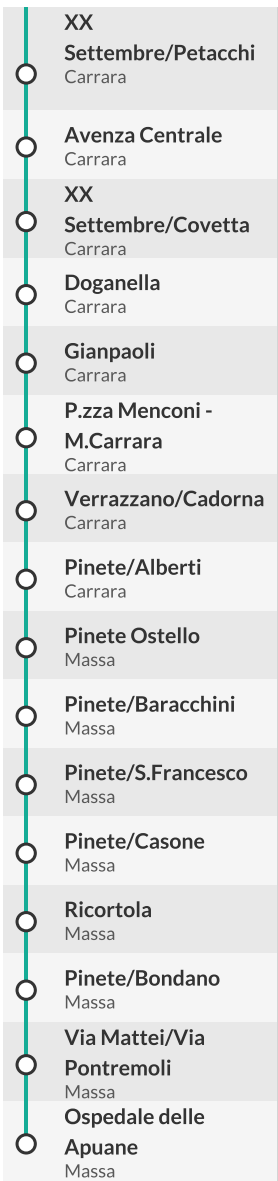 XX
Settembre/Petacchi
Carrara
Avenza Centrale
Carrara
XX
Settembre/Covetta
Carrara
Doganella
Carrara
Gianpaoli
Carrara
P.zza Menconi -
M.Carrara
Carrara
Verrazzano/Cadorna
Carrara
Pinete/Alberti
Carrara
Pinete Ostello
Massa
Pinete/Baracchini
Massa
Pinete/S.Francesco
Massa
Pinete/Casone
Massa
Ricortola
Massa
Pinete/Bondano
Massa
Via Mattei/Via
Pontremoli
Massa
Ospedale delle
Apuane
Massa